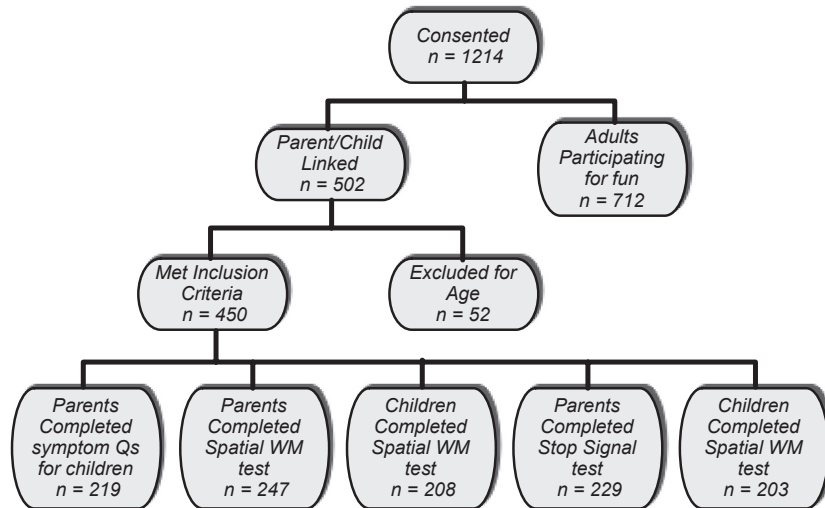 Consented
n = 1214
Parent/Child
Linked
n = 502
Adults
Participating
for fun
n = 712
Met Inclusion
Criteria
n = 450
Excluded for
Age
n = 52
Parents
Completed
symptom Qs
for children
n = 219
Parents
Completed
Spatial WM
test
n = 247
Children
Completed
Spatial WM
test
n = 208
Parents
Completed
Stop Signal
test
n = 229
Children
Completed
Spatial WM
test
n = 203